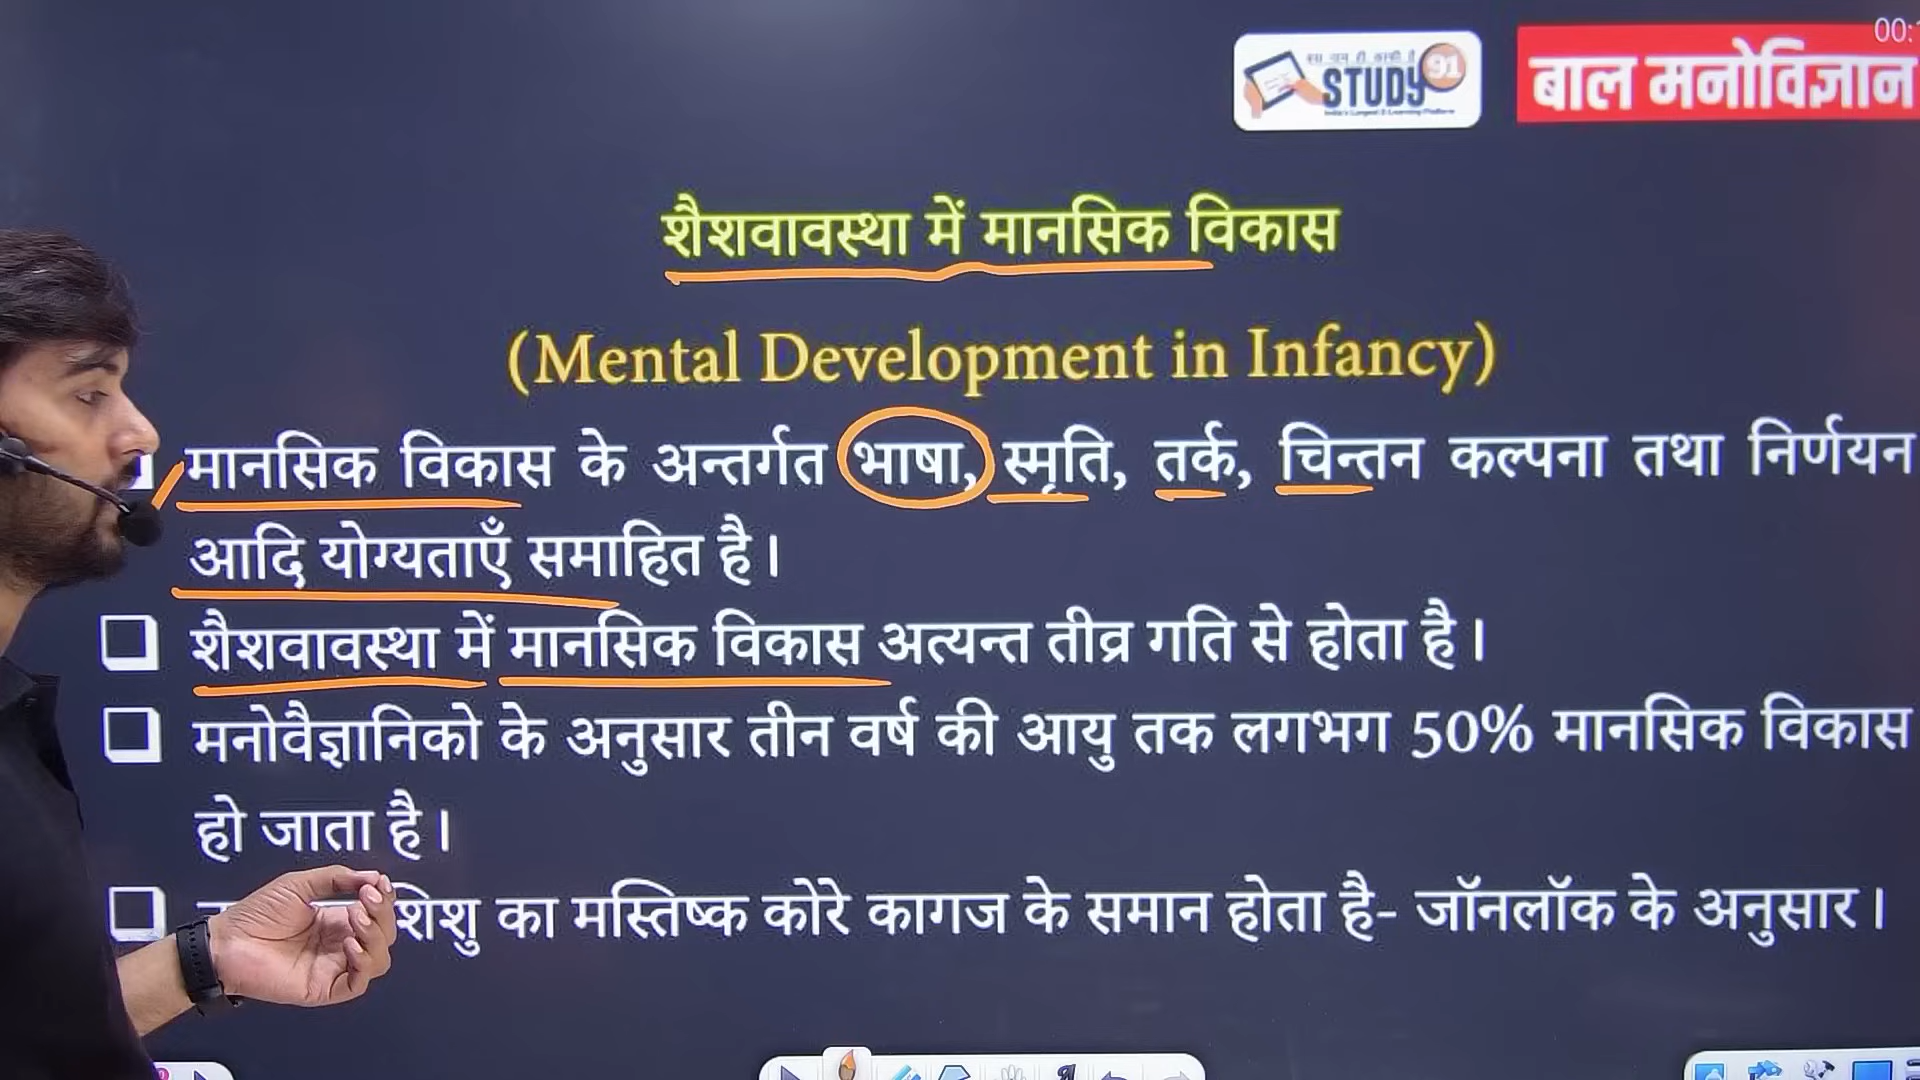 00:
STUDY 91
बाल मनोविज्ञान
शैशवावस्था में मानसिक विकास
(Mental Development in Infancy)
मानसिक विकास के अन्तर्गत भाषा, स्मृति, तर्क, चिन्तन कल्पना तथा निर्णयन
आदि योग्यताएँ समाहित है।
शैशवावस्था में मानसिक विकास अत्यन्त तीव्र गति से होता है।
मनोवैज्ञानिको के अनुसार तीन वर्ष की आयु तक लगभग 50% मानसिक विकास
हो जाता है।
शिशु का मस्तिष्क कोरे कागज के समान होता है- जॉनलॉक के अनुसार।